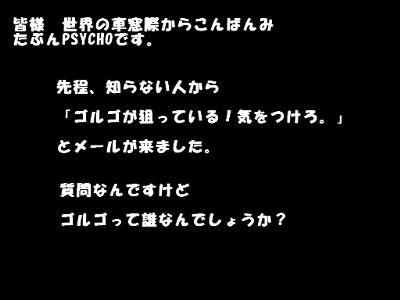 皆様　世界の車窓際からこんばんみ
たぶんPSYCHOです。
先程、知らない人から
「ゴルゴが狙っている！気をつけろ。」
とメールが来ました。
質問なんですけど
ゴルゴって誰なんでしょうか？